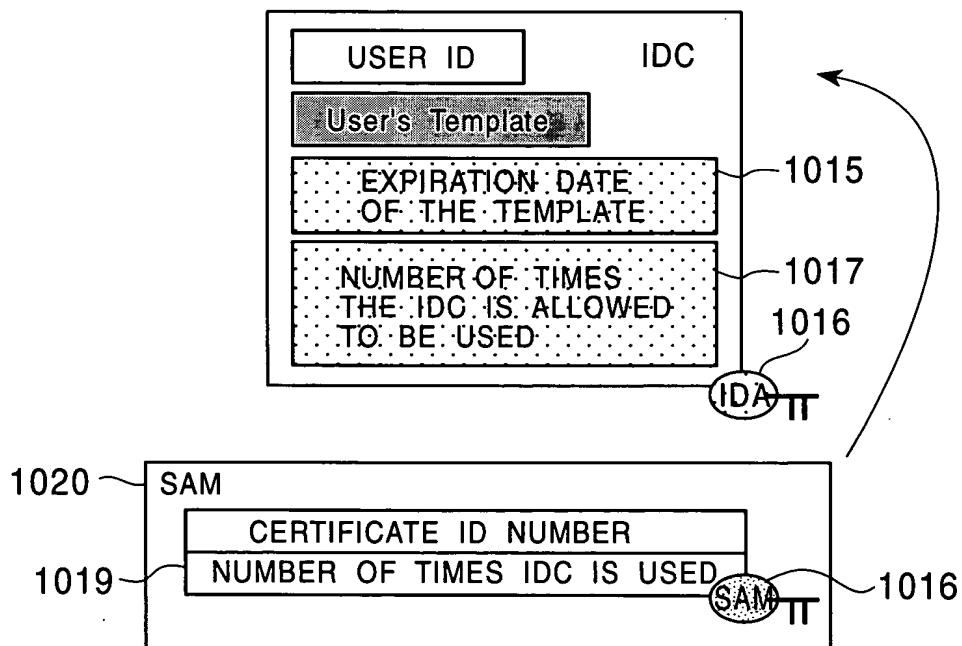 USER ID
IDC
User's Template
EXPIRATION DATE
OF THE TEMPLATE
1015
NUMBER OF TIMES
THE IDC IS ALLOWED
TO BE USED
1017
1016
IDA
1020
SAM
CERTIFICATE ID NUMBER
NUMBER OF TIMES IDC IS USED
1019
SAM
1016